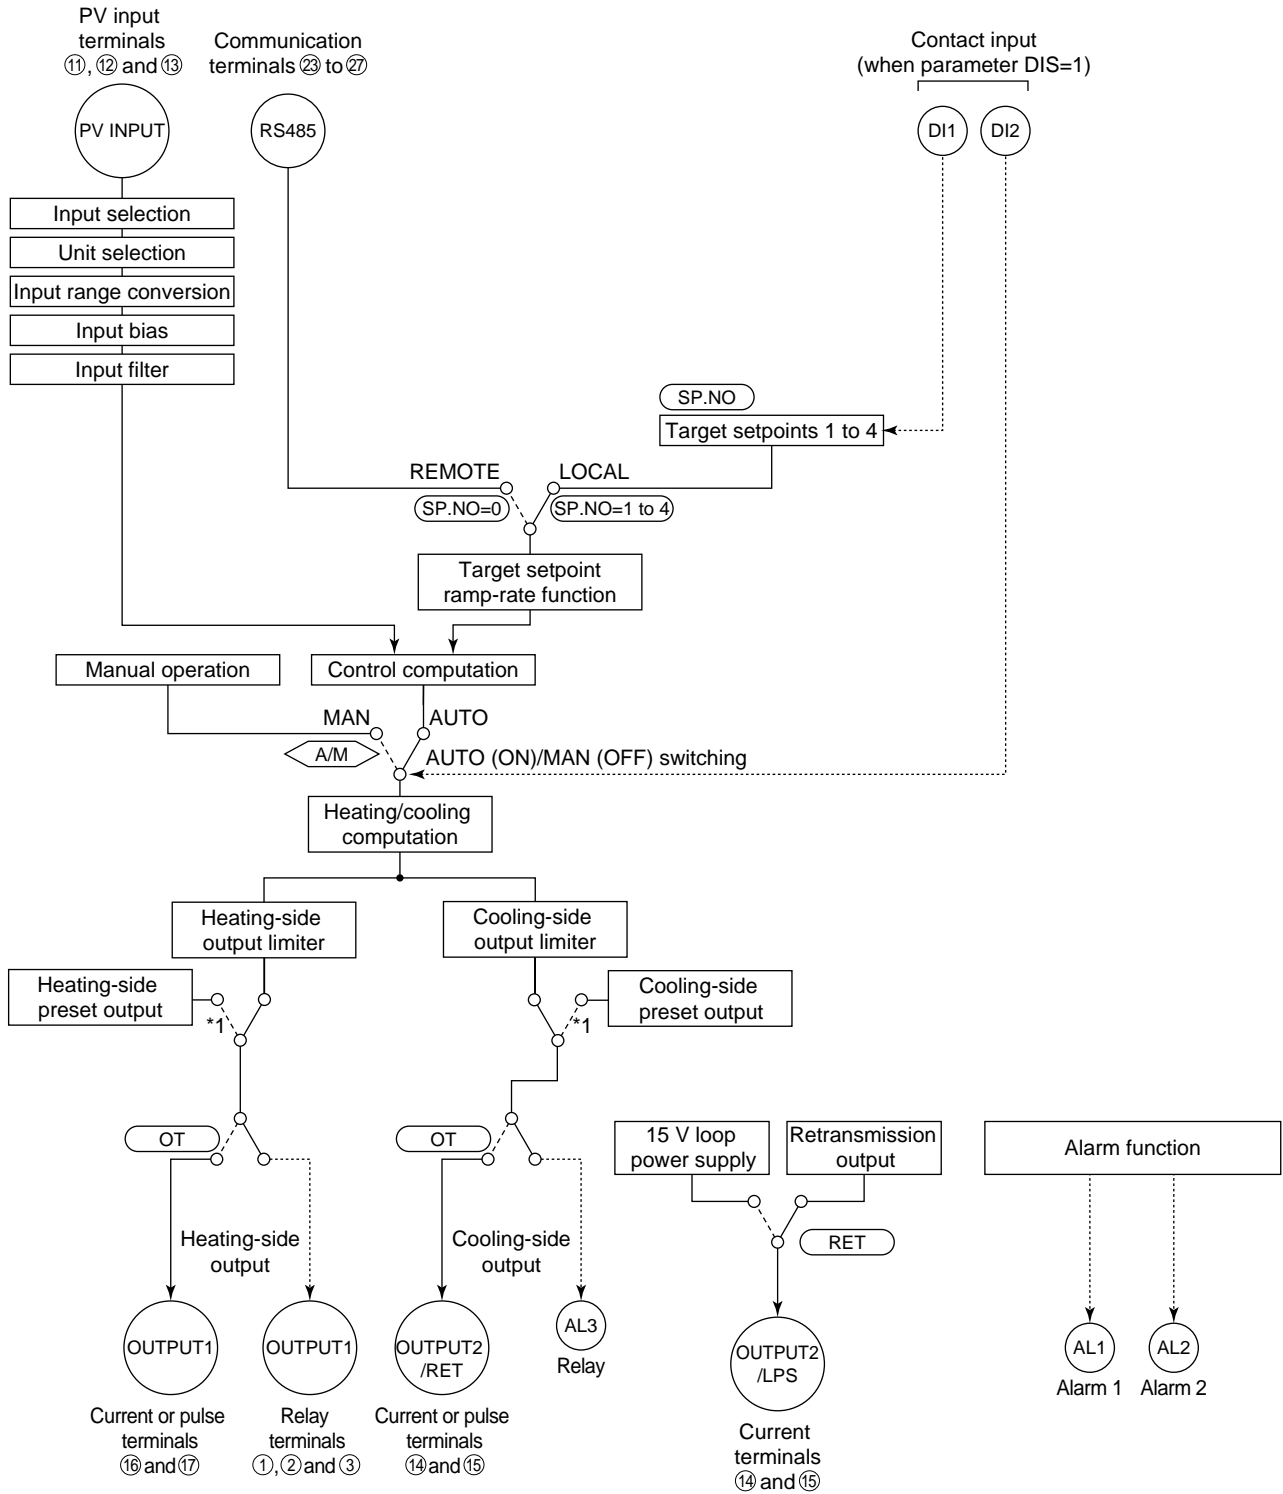 PV input
terminals
⑪, ⑫ and ⑬
Communication
terminals ㉓ to ㉗
Contact input
(when parameter DIS=1)
PV INPUT
RS485
DI1
DI2
Input selection
Unit selection
Input range conversion
Input bias
Input filter
SP.NO
Target setpoints 1 to 4
REMOTE
LOCAL
SP.NO=0
SP.NO=1 to 4
Target setpoint
ramp-rate function
Manual operation
Control computation
MAN
AUTO
A/M
AUTO (ON)/MAN (OFF) switching
Heating/cooling
computation
Heating-side
output limiter
Cooling-side
output limiter
Heating-side
preset output
*1
*1
Cooling-side
preset output
OT
OT
15 V loop
power supply
Retransmission
output
Alarm function
Heating-side
output
Cooling-side
output
RET
OUTPUT1
OUTPUT1
OUTPUT2
/RET
AL3
Relay
OUTPUT2
/LPS
AL1
AL2
Alarm 1
Alarm 2
Current or pulse
terminals
⑯ and ⑰
Relay
terminals
①, ② and ③
Current or pulse
terminals
⑭ and ⑮
Current
terminals
⑭ and ⑮